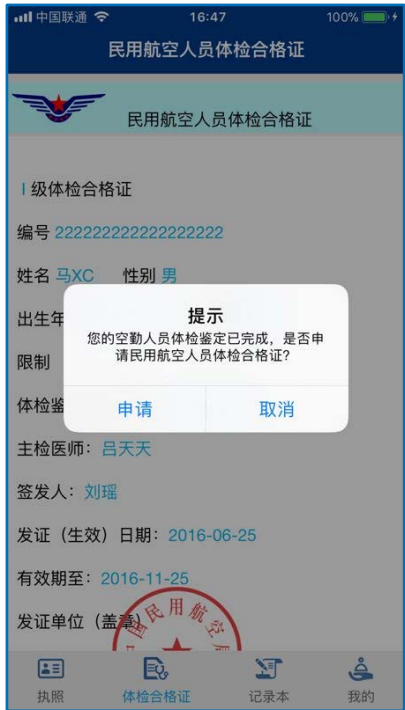 中国联通 16:47 100%
民用航空人员体检合格证
民用航空人员体检合格证
I 级体检合格证
编号 222222222222222222
姓名 马XC 性别 男
出生年
提示
您的空勤人员体检鉴定已完成，是否申
请民用航空人员体检合格证？
限制
体检鉴
申请 取消
主检医师：吕天天
签发人：刘瑶
发证（生效）日期：2016-06-25
有效期至：2016-11-25
发证单位（盖章）
中国民用航空局
执照 体检合格证 记录本 我的